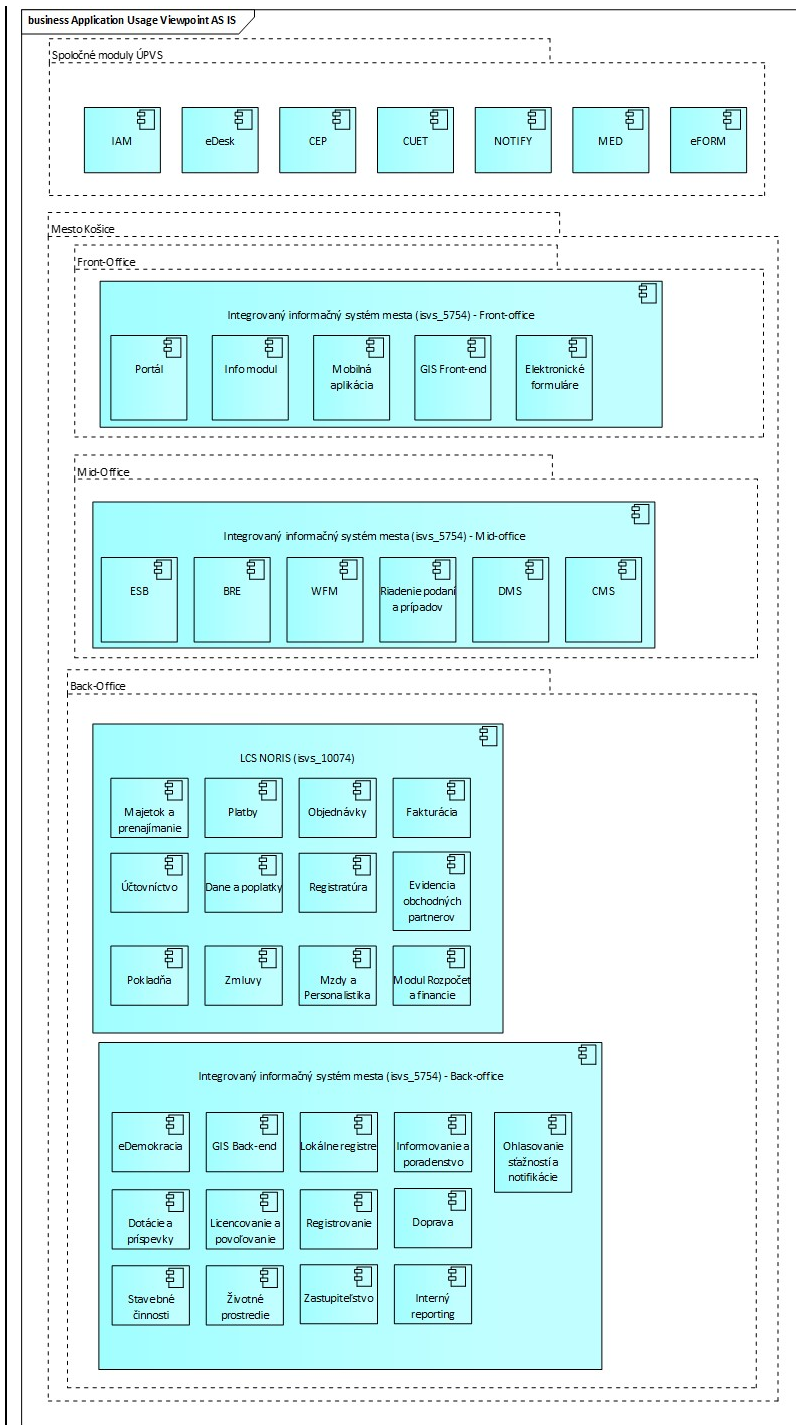 business Application Usage Viewpoint AS IS
Spoločné moduly ÚPVS
IAM
eDesk
CEP
CUET
NOTIFY
MED
eFORM
Mesto Košice
Front-Office
Integrovaný informačný systém mesta (isvs_5754) - Front-office
Portál
Info modul
Mobilná
aplikácia
GIS Front-end
Elektronické
formuláre
Mid-Office
Integrovaný informačný systém mesta (isvs_5754) - Mid-office
ESB
BRE
WFM
Riadenie podaní
a prípadov
DMS
CMS
Back-Office
LCS NORIS (isvs_10074)
Majetok a
prenajímanie
Platby
Objednávky
Fakturácia
Účtovníctvo
Dane a poplatky
Registratúra
Evidencia
obchodných
partnerov
Pokladňa
Zmluvy
Mzdy a
Personalistika
Modul Rozpočet
a financie
Integrovaný informačný systém mesta (isvs_5754) - Back-office
eDemokracia
GIS Back-end
Lokálne registre
Informovanie a
poradenstvo
Ohlasovanie
sťažností a
notifikácie
Dotácie a
príspevky
Licencovanie a
povoľovanie
Registrovanie
Doprava
Stavebné
činnosti
Životné
prostredie
Zastupiteľstvo
Interný
reporting